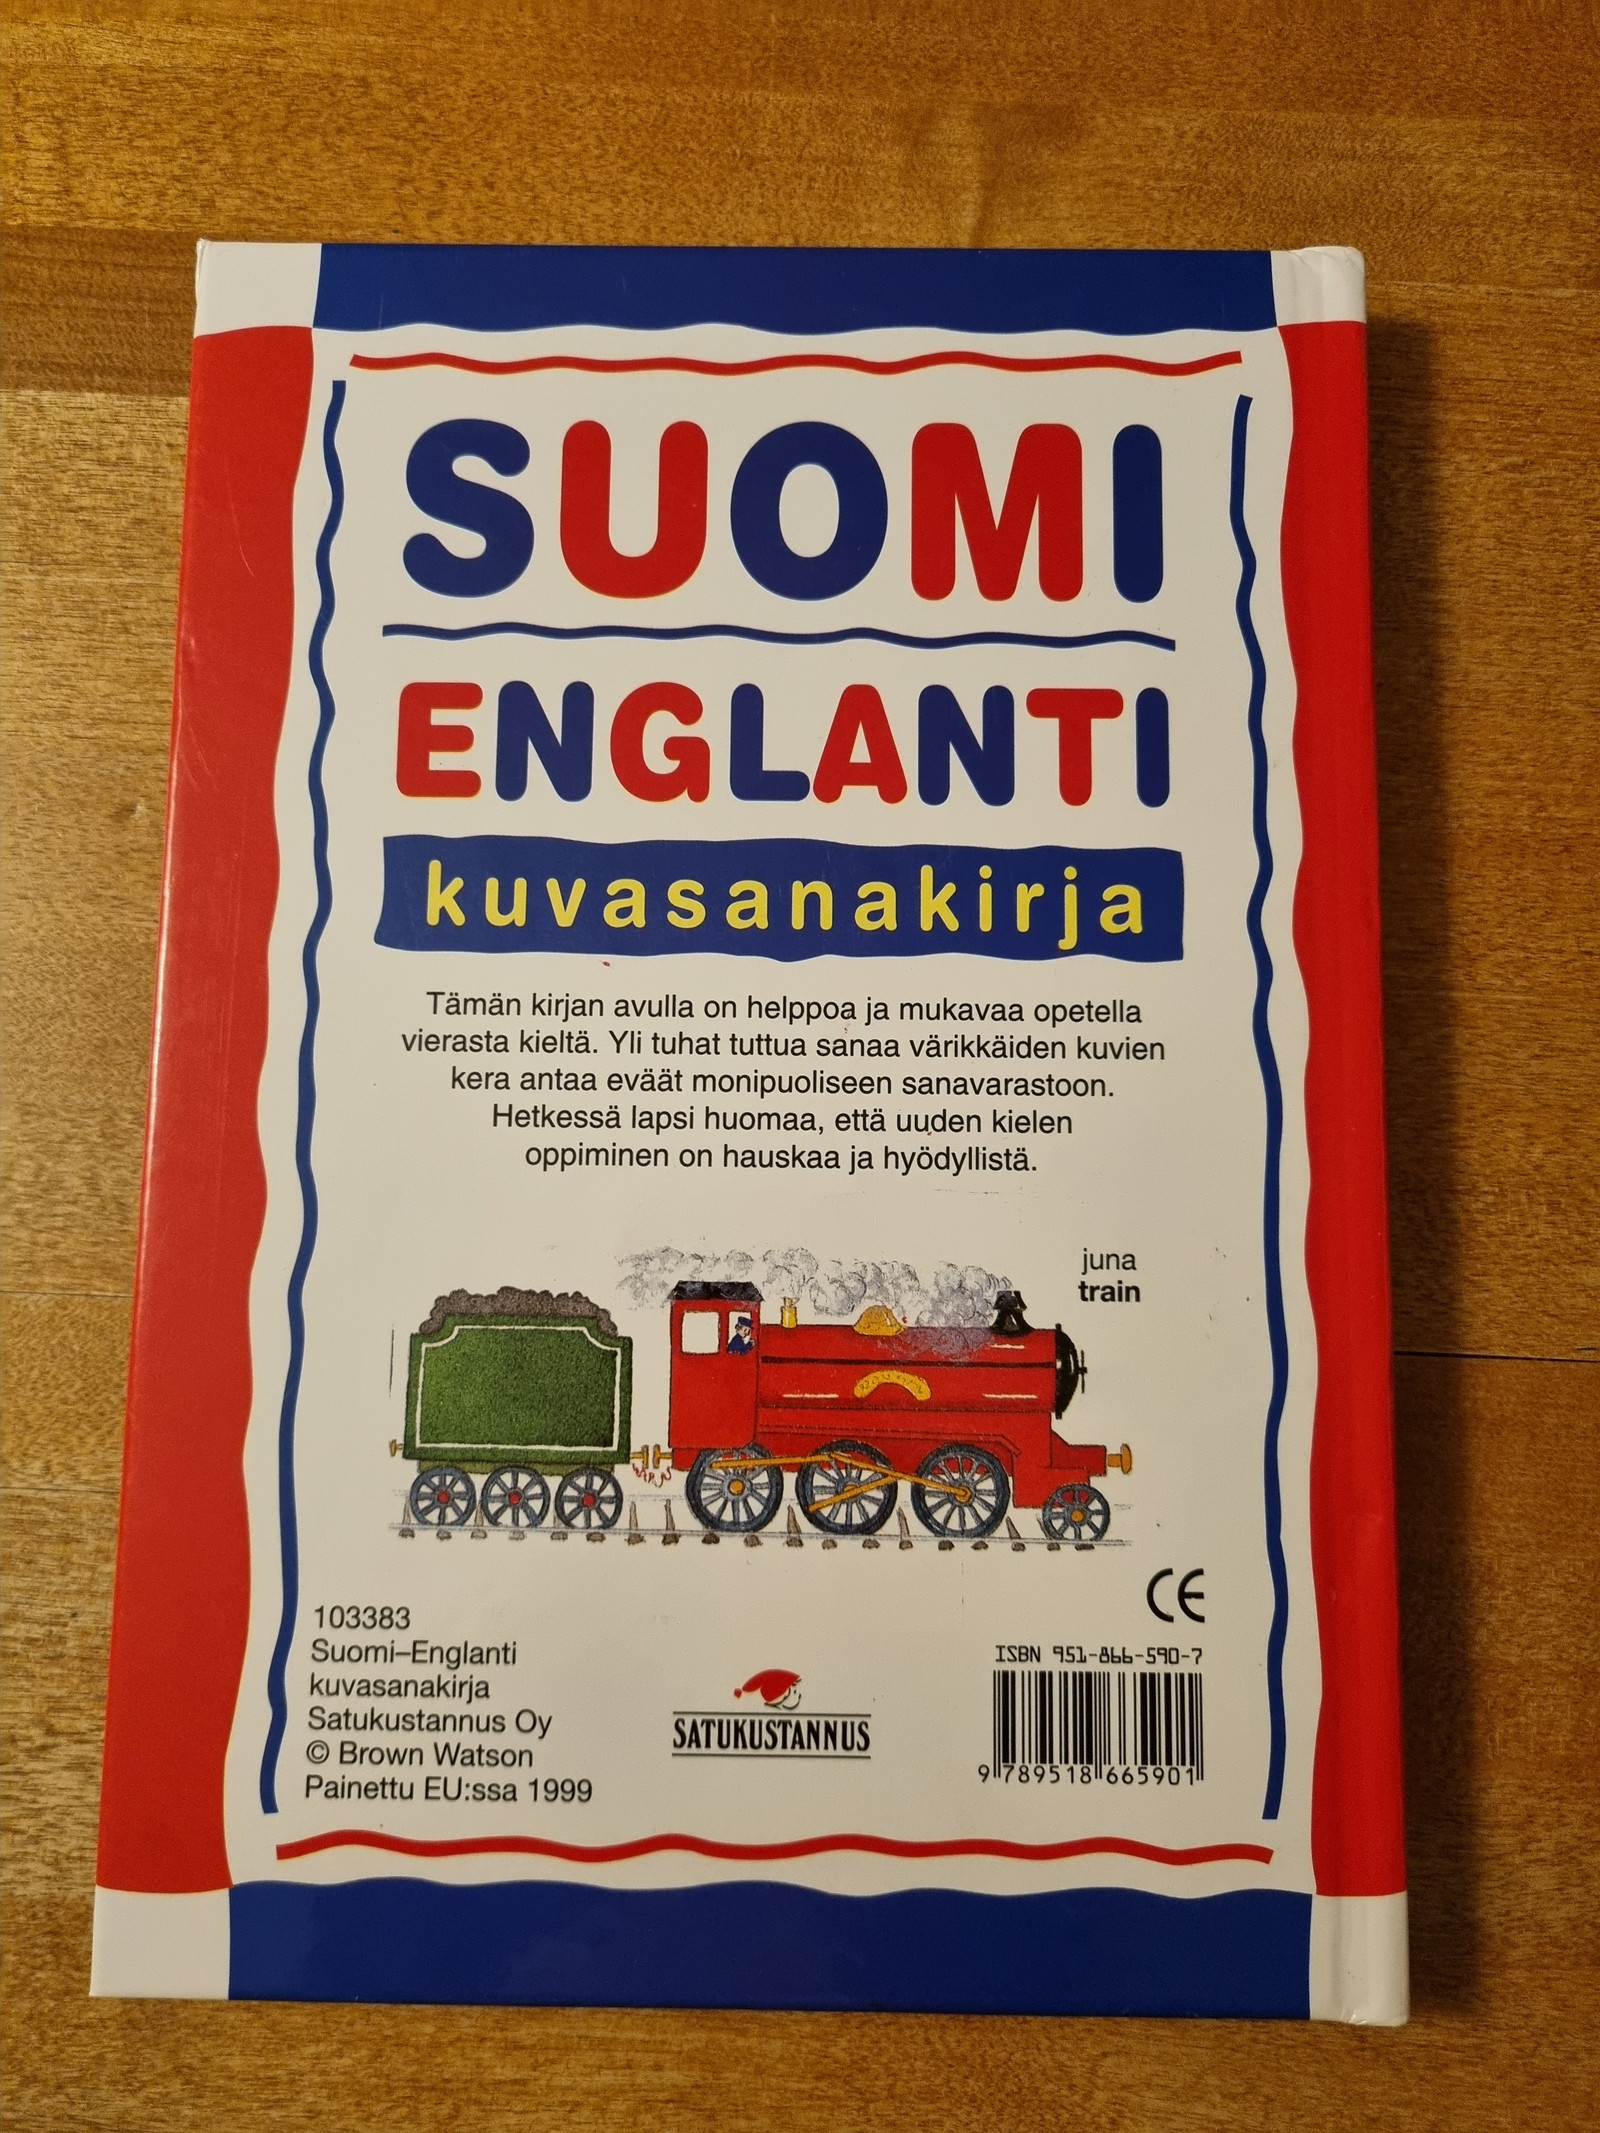 SUOMI
ENGLANTI
kuvasanakirja
Tämän kirjan avulla on helppoa ja mukavaa opetella
vierasta kieltä. Yli tuhat tuttua sanaa värikkäiden kuvien
kera antaa eväät monipuoliseen sanavarastoon.
Hetkessä lapsi huomaa, että uuden kielen
oppiminen on hauskaa ja hyödyllistä.
juna
train
103383
Suomi–Englanti
kuvasanakirja
Satukustannus Oy
© Brown Watson
Painettu EU:ssa 1999
SATUKUSTANNUS
CE
ISBN 951-866-590-7
9 789518 665901